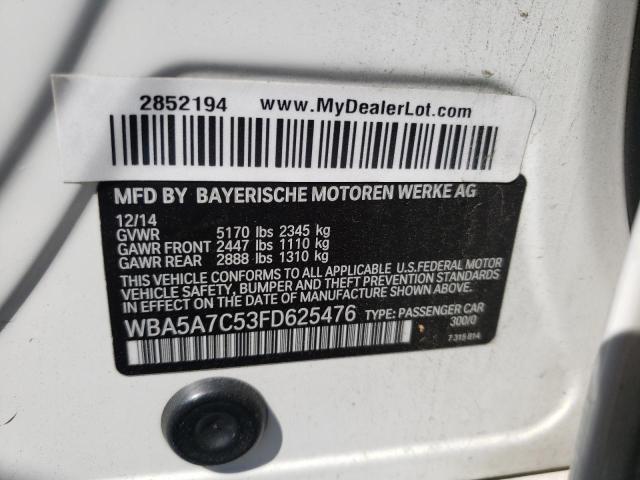 2852194 www.MyDealerLot.com
MFD BY BAYERISCHE MOTOREN WERKE AG
12/14
GVWR 5170 lbs 2345 kg
GAWR FRONT 2447 lbs 1110 kg
GAWR REAR 2888 lbs 1310 kg
THIS VEHICLE CONFORMS TO ALL APPLICABLE U.S.FEDERAL MOTOR
VEHICLE SAFETY, BUMPER AND THEFT PREVENTION STANDARDS
IN EFFECT ON THE DATE OF MANUFACTURE SHOWN ABOVE.
WBA5A7C53FD625476 TYPE: PASSENGER CAR
300/0
7 315 814